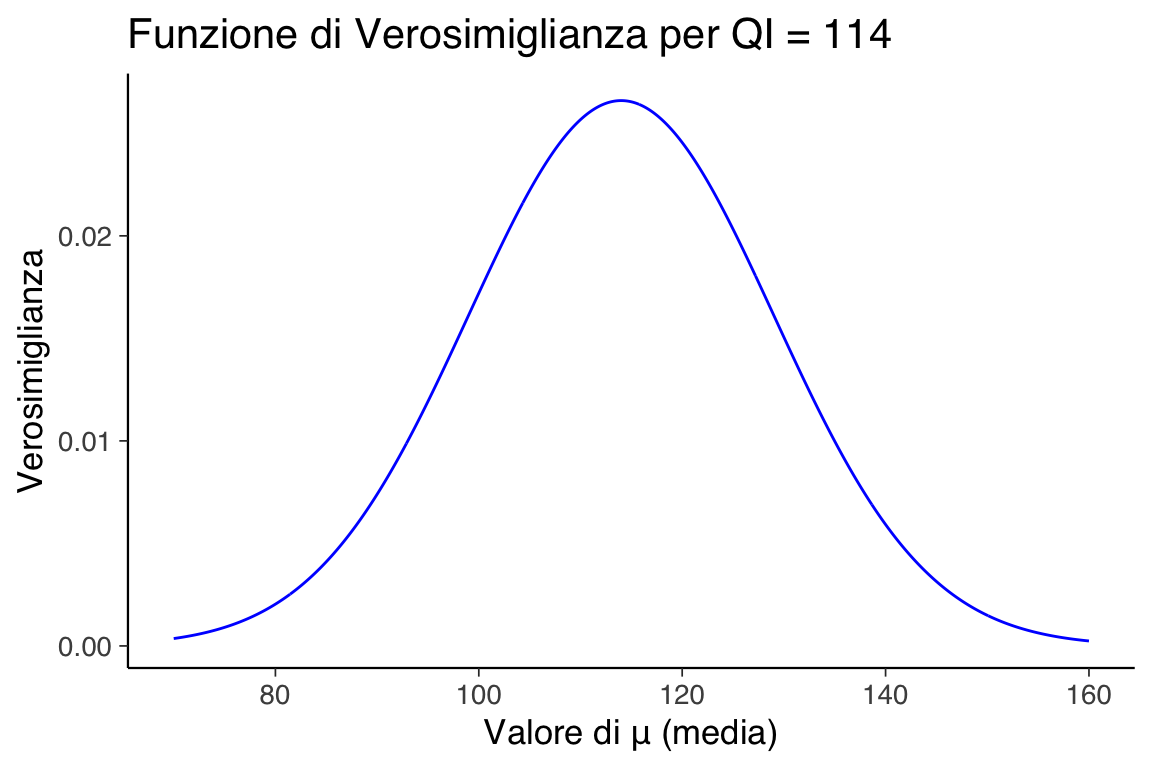 Funzione di Verosimiglianza per QI = 114
Verosimiglianza
0.02
0.01
0.00
80 100 120 140 160
Valore di μ (media)